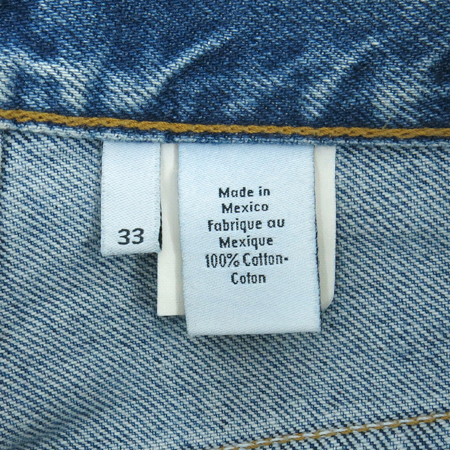 33
Made in
Mexico
Fabrique au
Mexique
100% Cotton-
Coton